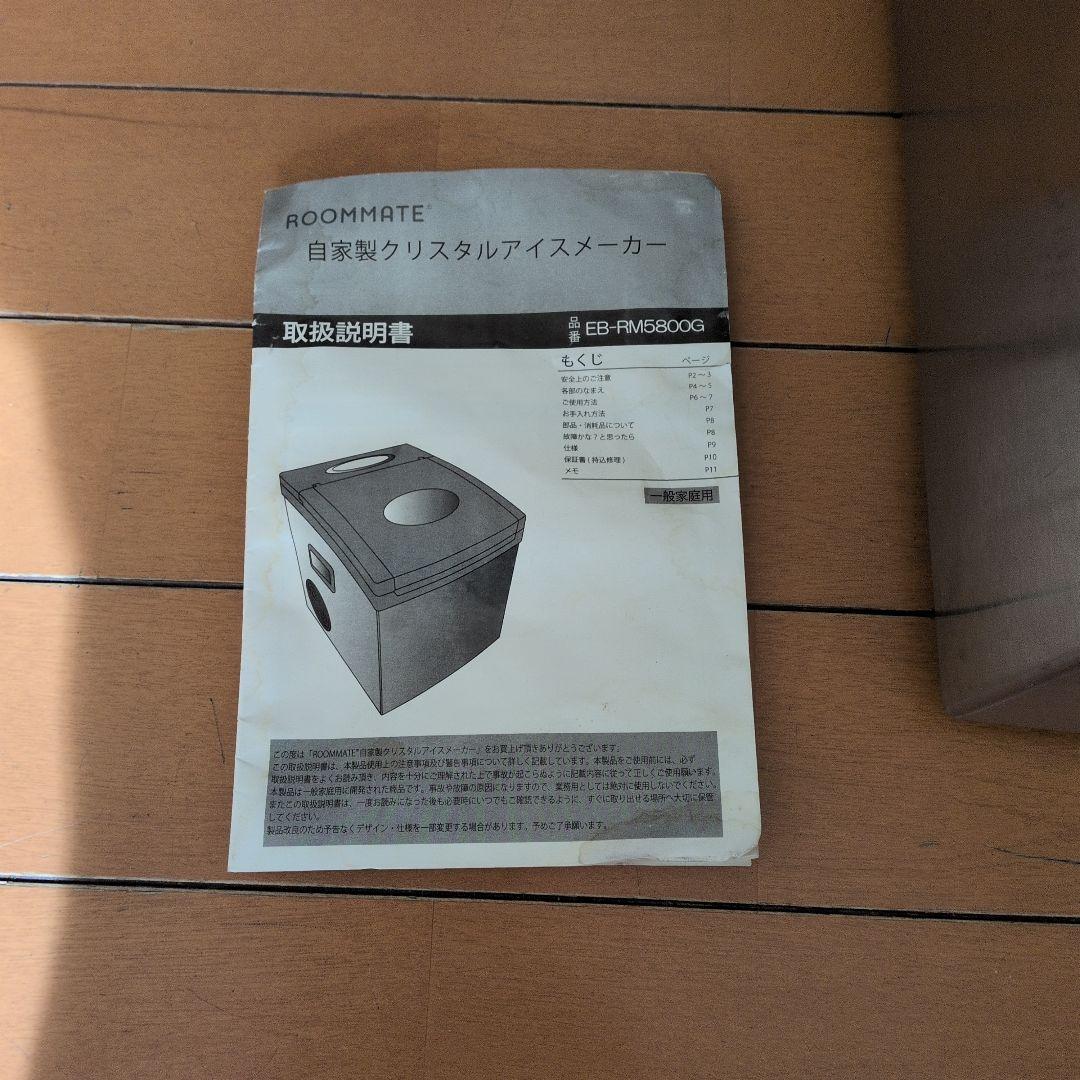 ROOMMATE®
自家製クリスタルアイスメーカー
取扱説明書
品番 EB-RM5800G
もくじ ページ
安全上のご注意 P2～3
各部のなまえ P4～5
ご使用方法 P6～7
お手入れ方法 P7
部品・消耗品について P8
故障かな？と思ったら P8
仕様 P9
保証書(持込修理) P10
メモ P11
一般家庭用
この度は「ROOMMATE®自家製クリスタルアイスメーカー」をお買上げ頂きありがとうございます。
この取扱説明書は、本製品使用上の注意事項及び警告事項について詳しく記載しています。本製品をご使用前には、必ず
取扱説明書をよくお読み頂き、内容を十分にご理解された上で事故が起こらぬように記載内容に従って正しくご使用願います。
本製品は一般家庭用に開発された商品です。事故や故障の原因になりますので、業務用としては絶対に使用しないでください。
またこの取扱説明書は、一度お読みになった後も必要時にいつでもご確認できるように、すぐに取り出せる場所へ大切に保管
してください。
製品改良のため予告なくデザイン・仕様を一部変更する場合があります。予めご了承願います。